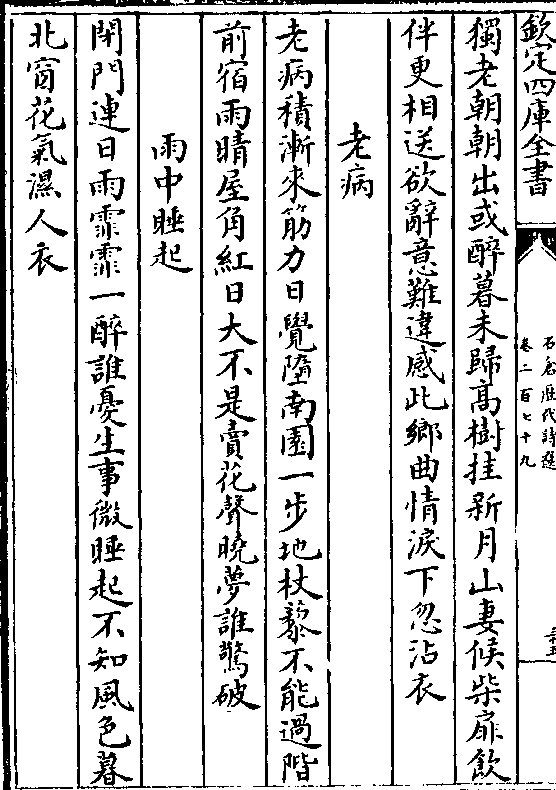 欽定四庫全書
石倉歷代詩選
卷二百七十九
三十五
獨老朝朝出或醉暮未歸高樹挂新月山妻候柴扉飲
伴更相送欲辭意難違感此鄉曲情淚下忽沾衣
老病
老病積漸來筋力日覺墮南園一步地杖藜不能過階
前宿雨晴屋角紅日大不是賣花聲曉夢誰驚破
雨中睡起
閉門連日雨霏霏一醉誰憂生事微睡起不知風色暮
北窗花氣濕人衣